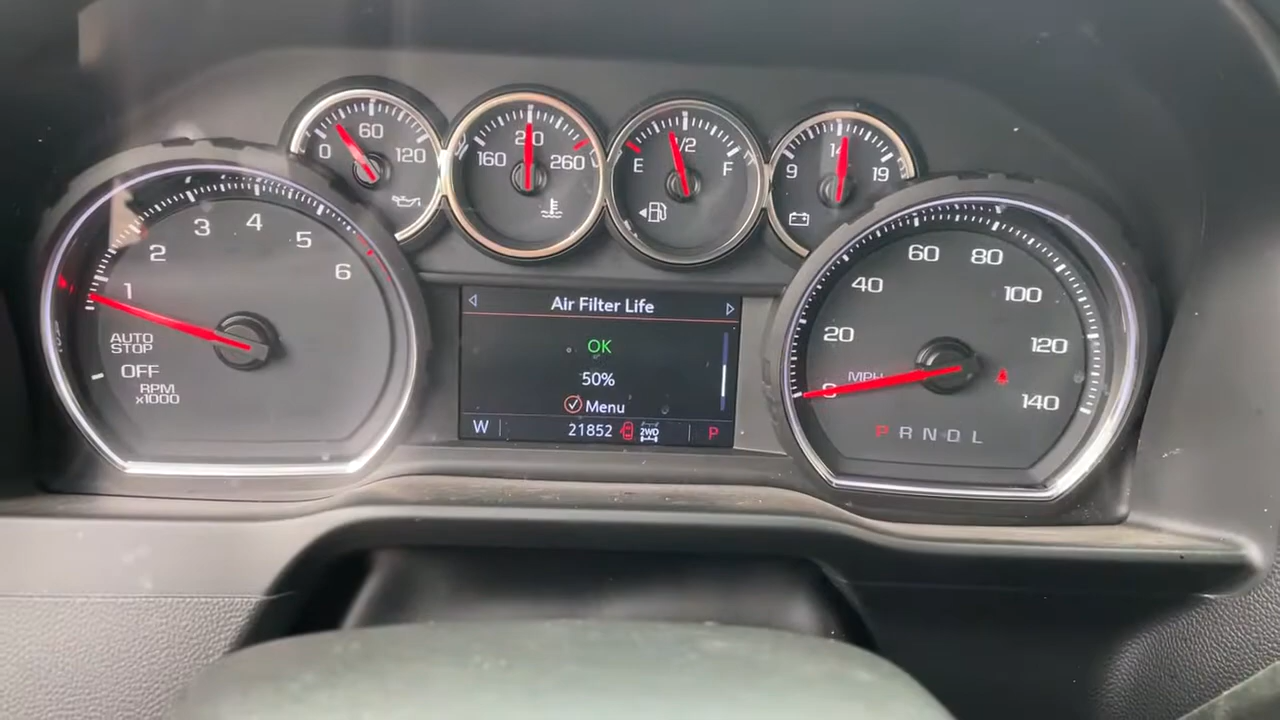 0 60 120
160 210 260
E 1/2 F
9 14 19
1 2 3 4 5 6
AUTO
STOP
OFF
RPM
x1000
Air Filter Life
OK
50%
Menu
W 21852 2WD P
0 20 40 60 80 100 120 140
MPH
P R N D L